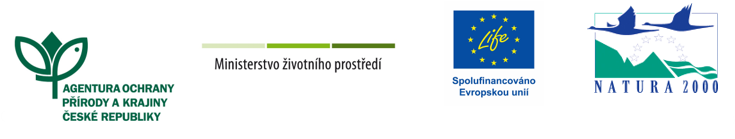 AGENTURA OCHRANY
PŘÍRODY A KRAJINY
ČESKÉ REPUBLIKY
Ministerstvo životního prostředí
Life
Spolufinancováno
Evropskou unií
NATURA 2000